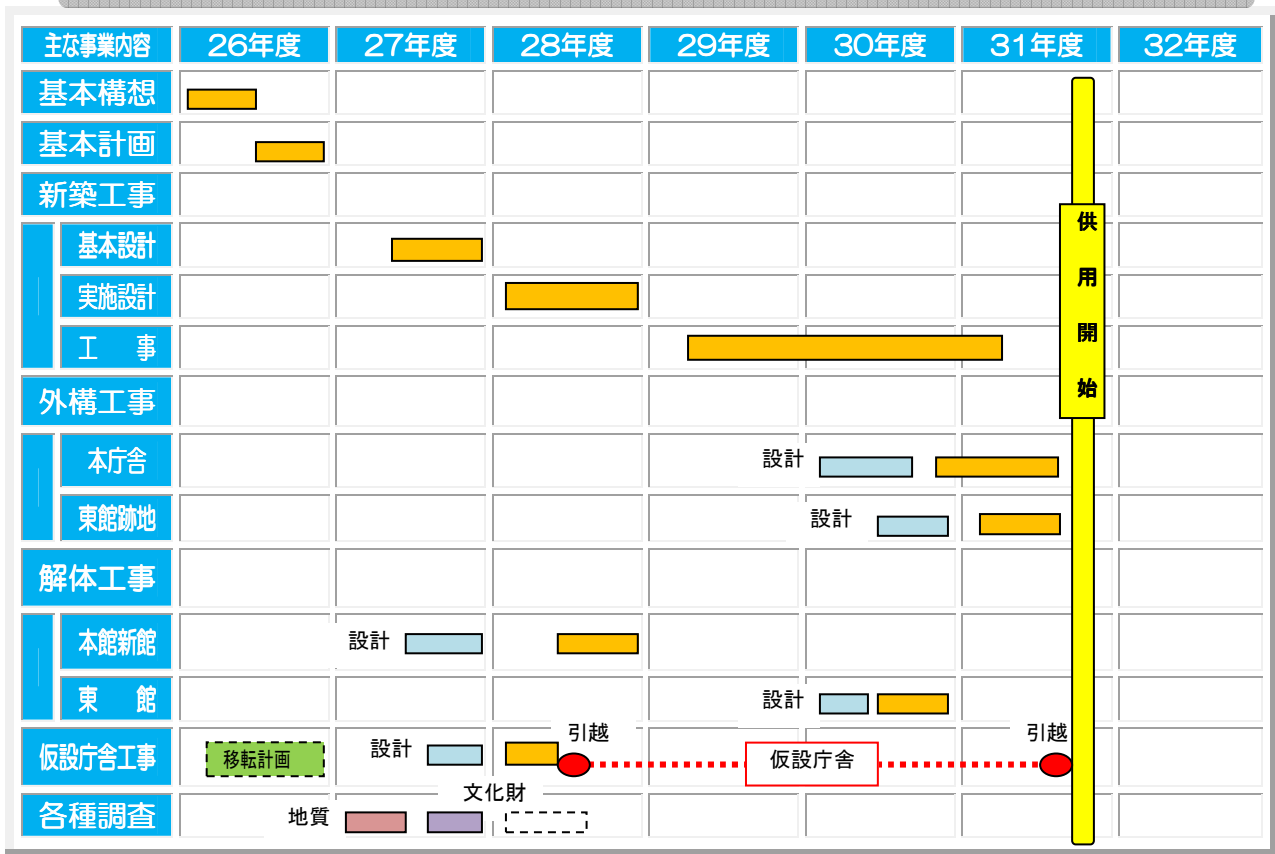 主な事業内容 26年度 27年度 28年度 29年度 30年度 31年度 32年度
基本構想
基本計画
新築工事
基本設計
実施設計
工　事
外構工事
本庁舎 設計
東館跡地 設計
解体工事
本館新館 設計
東　館 設計
仮設庁舎工事 移転計画 設計 引越 仮設庁舎 引越
各種調査 地質 文化財
供用開始